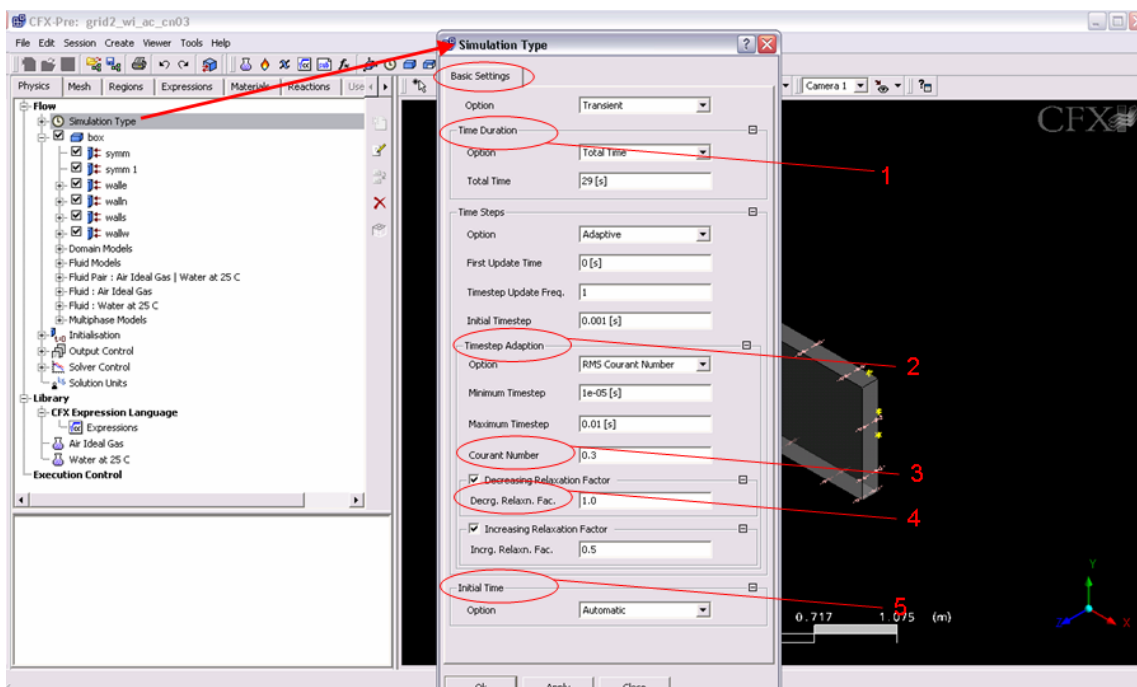 CFX-Pre: grid2_wi_ac_cn03
File Edit Session Create Viewer Tools Help
Physics Mesh Regions Expressions Materials Reactions Use
Flow
Simulation Type
box
symm
symm 1
walle
walln
walls
wallw
Domain Models
Fluid Models
Fluid Pair : Air Ideal Gas | Water at 25 C
Fluid : Air Ideal Gas
Fluid : Water at 25 C
Multiphase Models
t=0 Initialisation
Output Control
Solver Control
Solution Units
Library
CFX Expression Language
Expressions
Air Ideal Gas
Water at 25 C
Execution Control
Simulation Type
Basic Settings
Option Transient
Time Duration
Option Total Time
Total Time 29 [s]
1
Time Steps
Option Adaptive
First Update Time 0 [s]
Timestep Update Freq. 1
Initial Timestep 0.001 [s]
Timestep Adaption
Option RMS Courant Number
2
Minimum Timestep 1e-05 [s]
Maximum Timestep 0.01 [s]
Courant Number 0.3
3
Decreasing Relaxation Factor
Decrg. Relaxn. Fac. 1.0
4
Increasing Relaxation Factor
Incrg. Relaxn. Fac. 0.5
Initial Time
Option Automatic
5
Ok Apply Close
Camera 1
CFX
0.717 1.075 (m)
Y
Z X